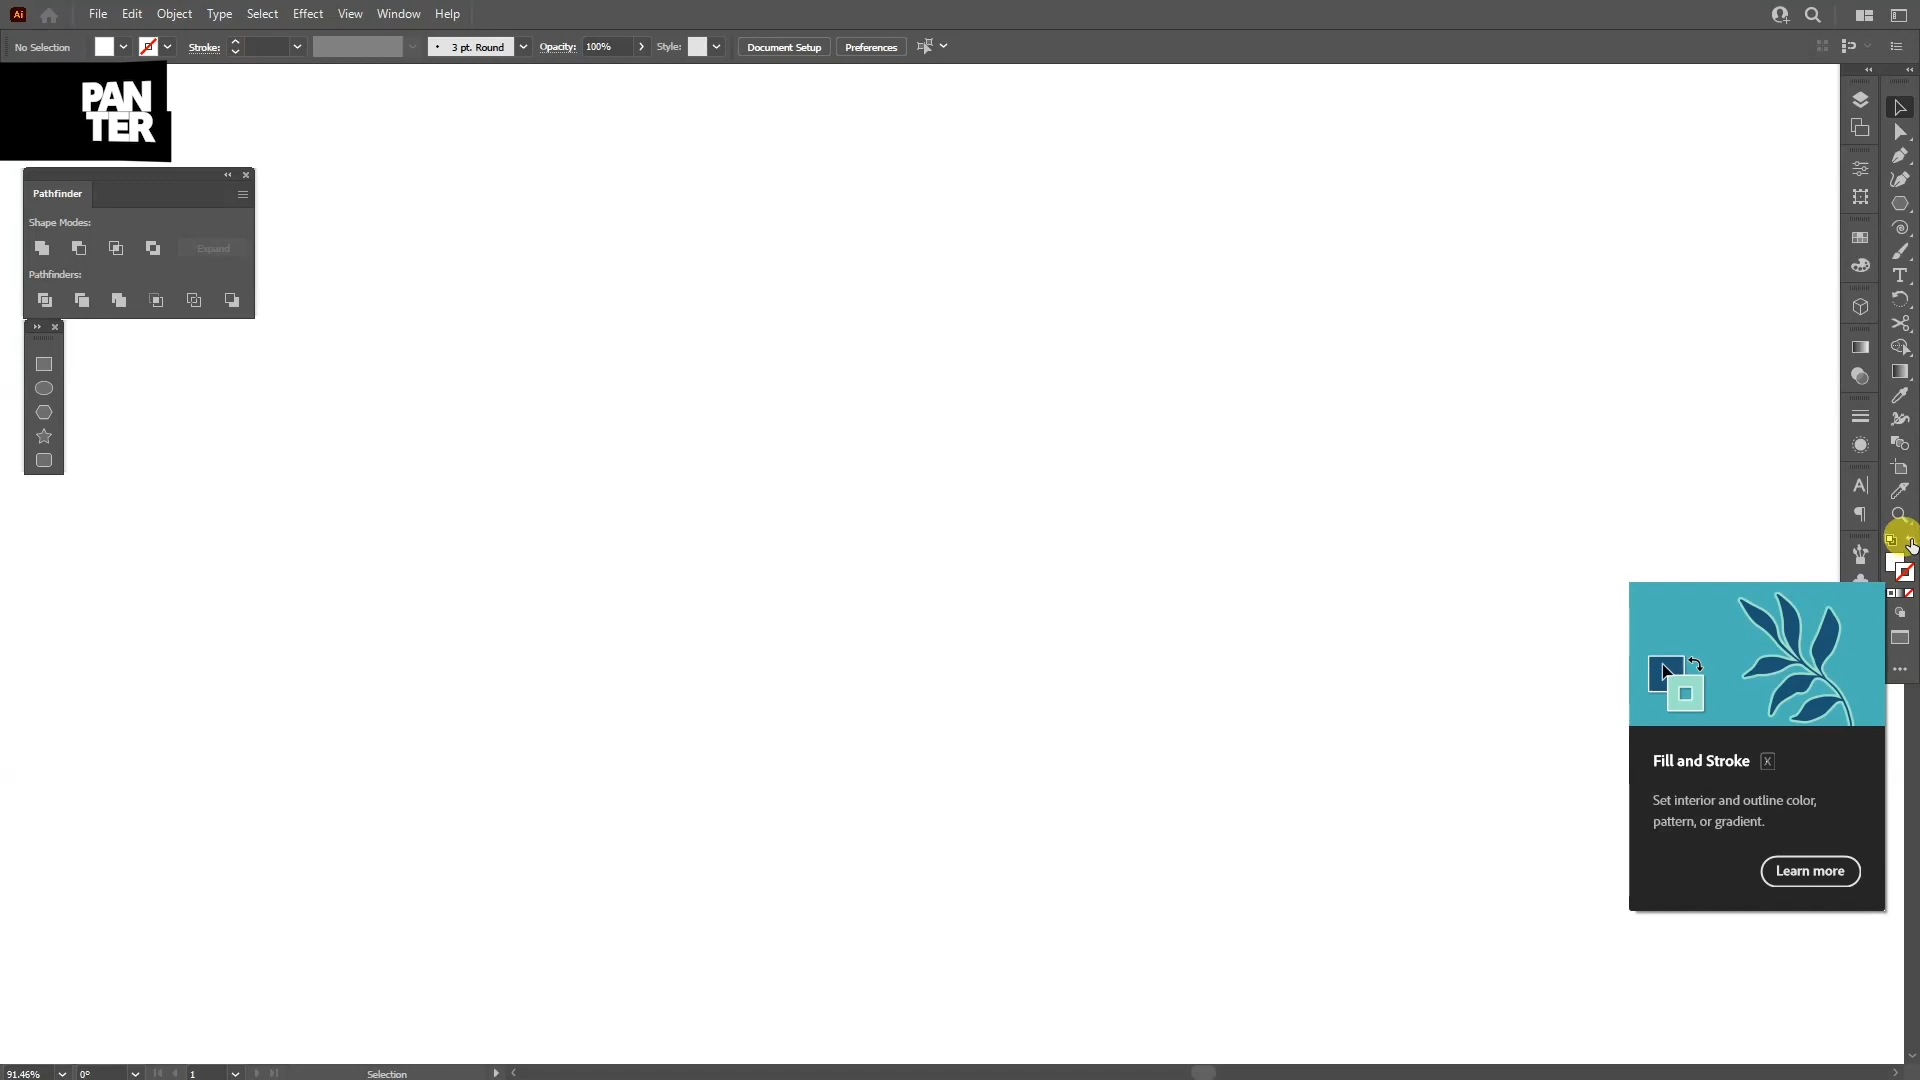 Ai File Edit Object Type Select Effect View Window Help
No Selection Stroke: 3 pt. Round Opacity: 100% Style: Document Setup Preferences
PAN
TER
Pathfinder
Shape Modes:
Expand
Pathfinders:
Fill and Stroke X
Set interior and outline color,
pattern, or gradient.
Learn more
91.46% 0° 1 Selection